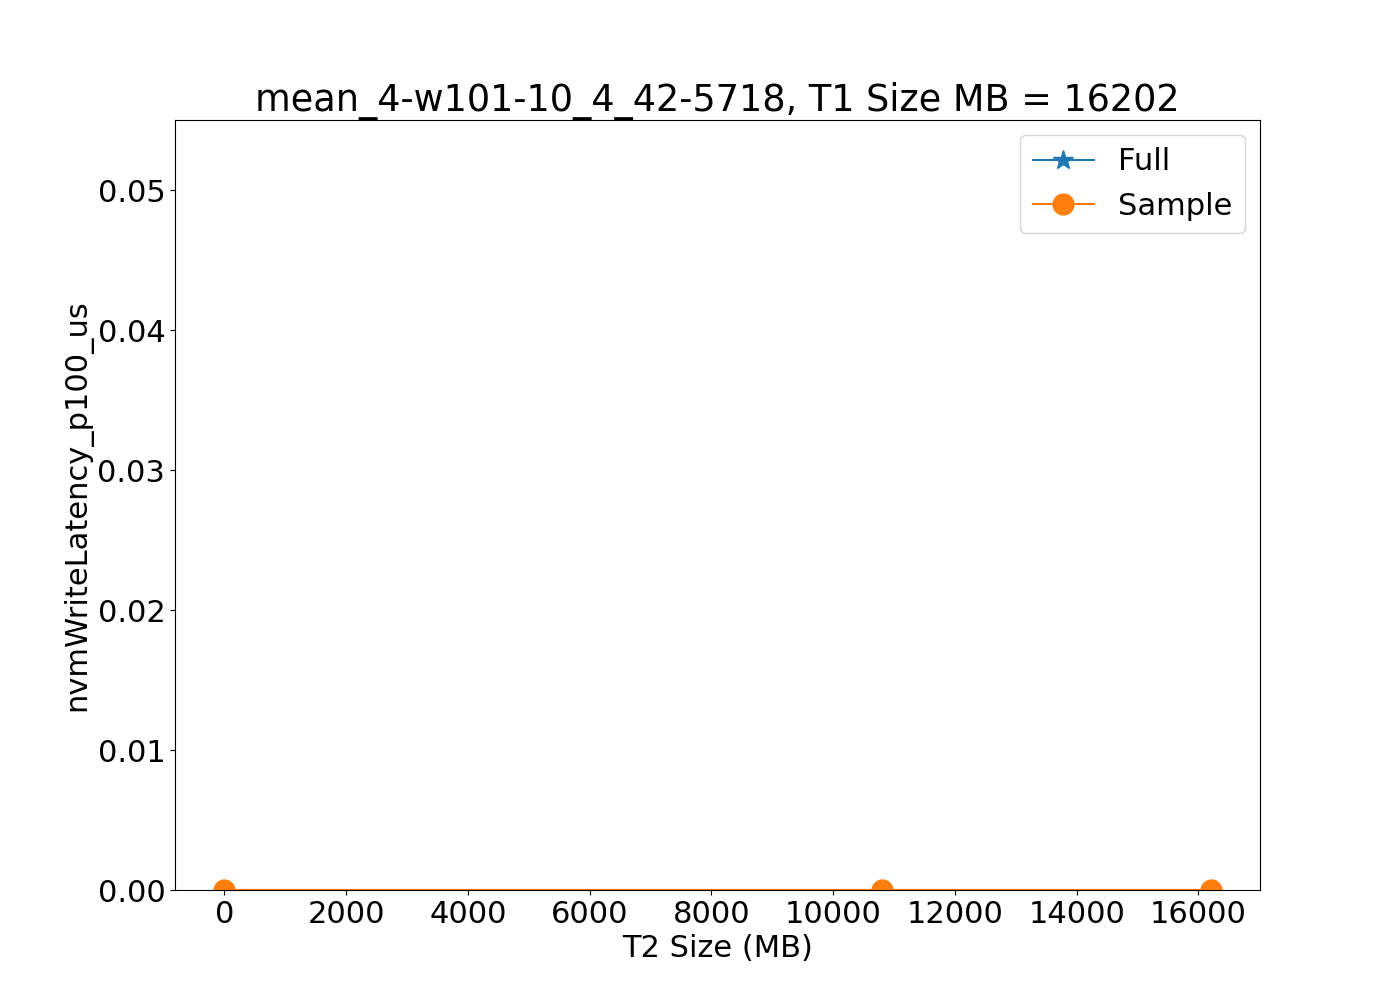 mean_4-w101-10_4_42-5718, T1 Size MB = 16202
Full
Sample
nvmWriteLatency_p100_us
0.05
0.04
0.03
0.02
0.01
0.00
0 2000 4000 6000 8000 10000 12000 14000 16000
T2 Size (MB)